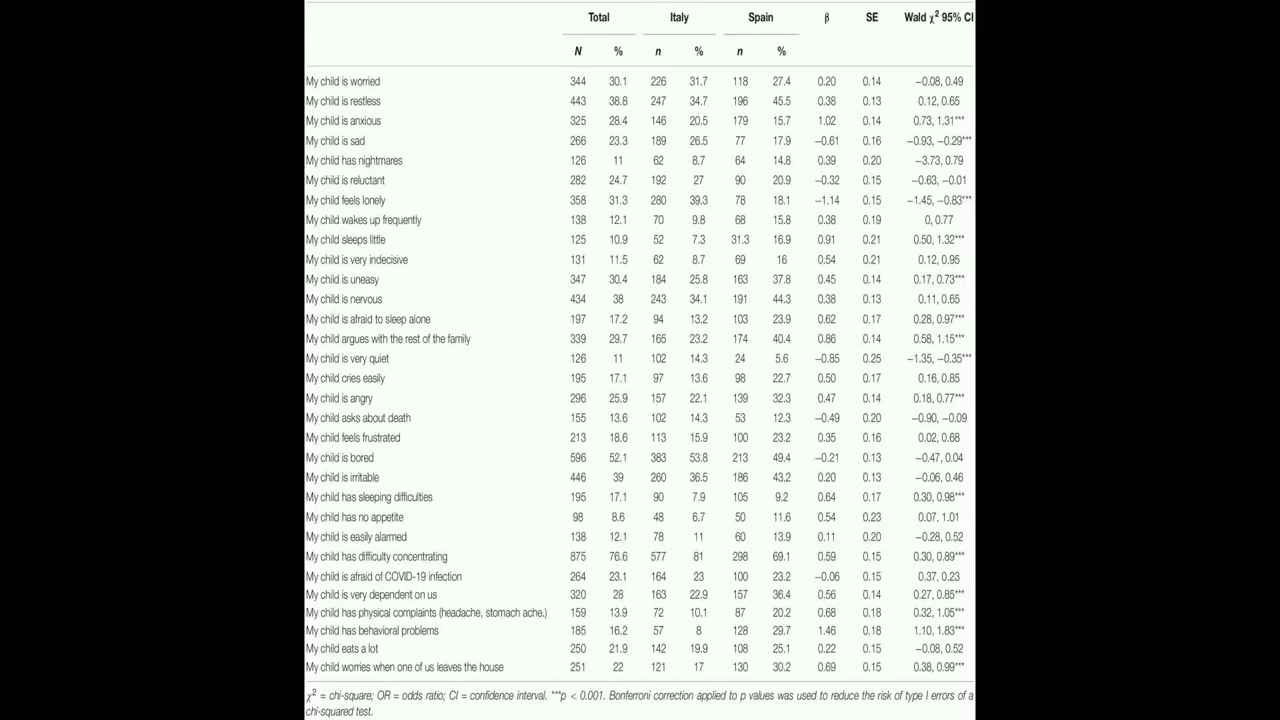 Total Italy Spain β SE Wald χ² 95% CI
N % n % n %
My child is worried 344 30.1 226 31.7 118 27.4 0.20 0.14 −0.08, 0.49
My child is restless 443 38.8 247 34.7 196 45.5 0.38 0.13 0.12, 0.65
My child is anxious 325 28.4 146 20.5 179 15.7 1.02 0.14 0.73, 1.31***
My child is sad 266 23.3 189 26.5 77 17.9 −0.61 0.16 −0.93, −0.29***
My child has nightmares 126 11 62 8.7 64 14.8 0.39 0.20 −3.73, 0.79
My child is reluctant 282 24.7 192 27 90 20.9 −0.32 0.15 −0.63, −0.01
My child feels lonely 358 31.3 280 39.3 78 18.1 −1.14 0.15 −1.45, −0.83***
My child wakes up frequently 138 12.1 70 9.8 68 15.8 0.38 0.19 0, 0.77
My child sleeps little 125 10.9 52 7.3 31.3 16.9 0.91 0.21 0.50, 1.32***
My child is very indecisive 131 11.5 62 8.7 69 16 0.54 0.21 0.12, 0.95
My child is uneasy 347 30.4 184 25.8 163 37.8 0.45 0.14 0.17, 0.73***
My child is nervous 434 38 243 34.1 191 44.3 0.38 0.13 0.11, 0.65
My child is afraid to sleep alone 197 17.2 94 13.2 103 23.9 0.62 0.17 0.28, 0.97***
My child argues with the rest of the family 339 29.7 165 23.2 174 40.4 0.86 0.14 0.58, 1.15***
My child is very quiet 126 11 102 14.3 24 5.6 −0.85 0.25 −1.35, −0.35***
My child cries easily 195 17.1 97 13.6 98 22.7 0.50 0.17 0.16, 0.85
My child is angry 296 25.9 157 22.1 139 32.3 0.47 0.14 0.18, 0.77***
My child asks about death 155 13.6 102 14.3 53 12.3 −0.49 0.20 −0.90, −0.09
My child feels frustrated 213 18.6 113 15.9 100 23.2 0.35 0.16 0.02, 0.68
My child is bored 596 52.1 383 53.8 213 49.4 −0.21 0.13 −0.47, 0.04
My child is irritable 446 39 260 36.5 186 43.2 0.20 0.13 −0.06, 0.46
My child has sleeping difficulties 195 17.1 90 7.9 105 9.2 0.64 0.17 0.30, 0.98***
My child has no appetite 98 8.6 48 6.7 50 11.6 0.54 0.23 0.07, 1.01
My child is easily alarmed 138 12.1 78 11 60 13.9 0.11 0.20 −0.28, 0.52
My child has difficulty concentrating 875 76.6 577 81 298 69.1 0.59 0.15 0.30, 0.89***
My child is afraid of COVID-19 infection 264 23.1 164 23 100 23.2 −0.06 0.15 0.37, 0.23
My child is very dependent on us 320 28 163 22.9 157 36.4 0.56 0.14 0.27, 0.85***
My child has physical complaints (headache, stomach ache.) 159 13.9 72 10.1 87 20.2 0.68 0.18 0.32, 1.05***
My child has behavioral problems 185 16.2 57 8 128 29.7 1.46 0.18 1.10, 1.83***
My child eats a lot 250 21.9 142 19.9 108 25.1 0.22 0.15 −0.08, 0.52
My child worries when one of us leaves the house 251 22 121 17 130 30.2 0.69 0.15 0.38, 0.99***
χ² = chi-square; OR = odds ratio; CI = confidence interval. ***p < 0.001. Bonferroni correction applied to p values was used to reduce the risk of type I errors of a
chi-squared test.